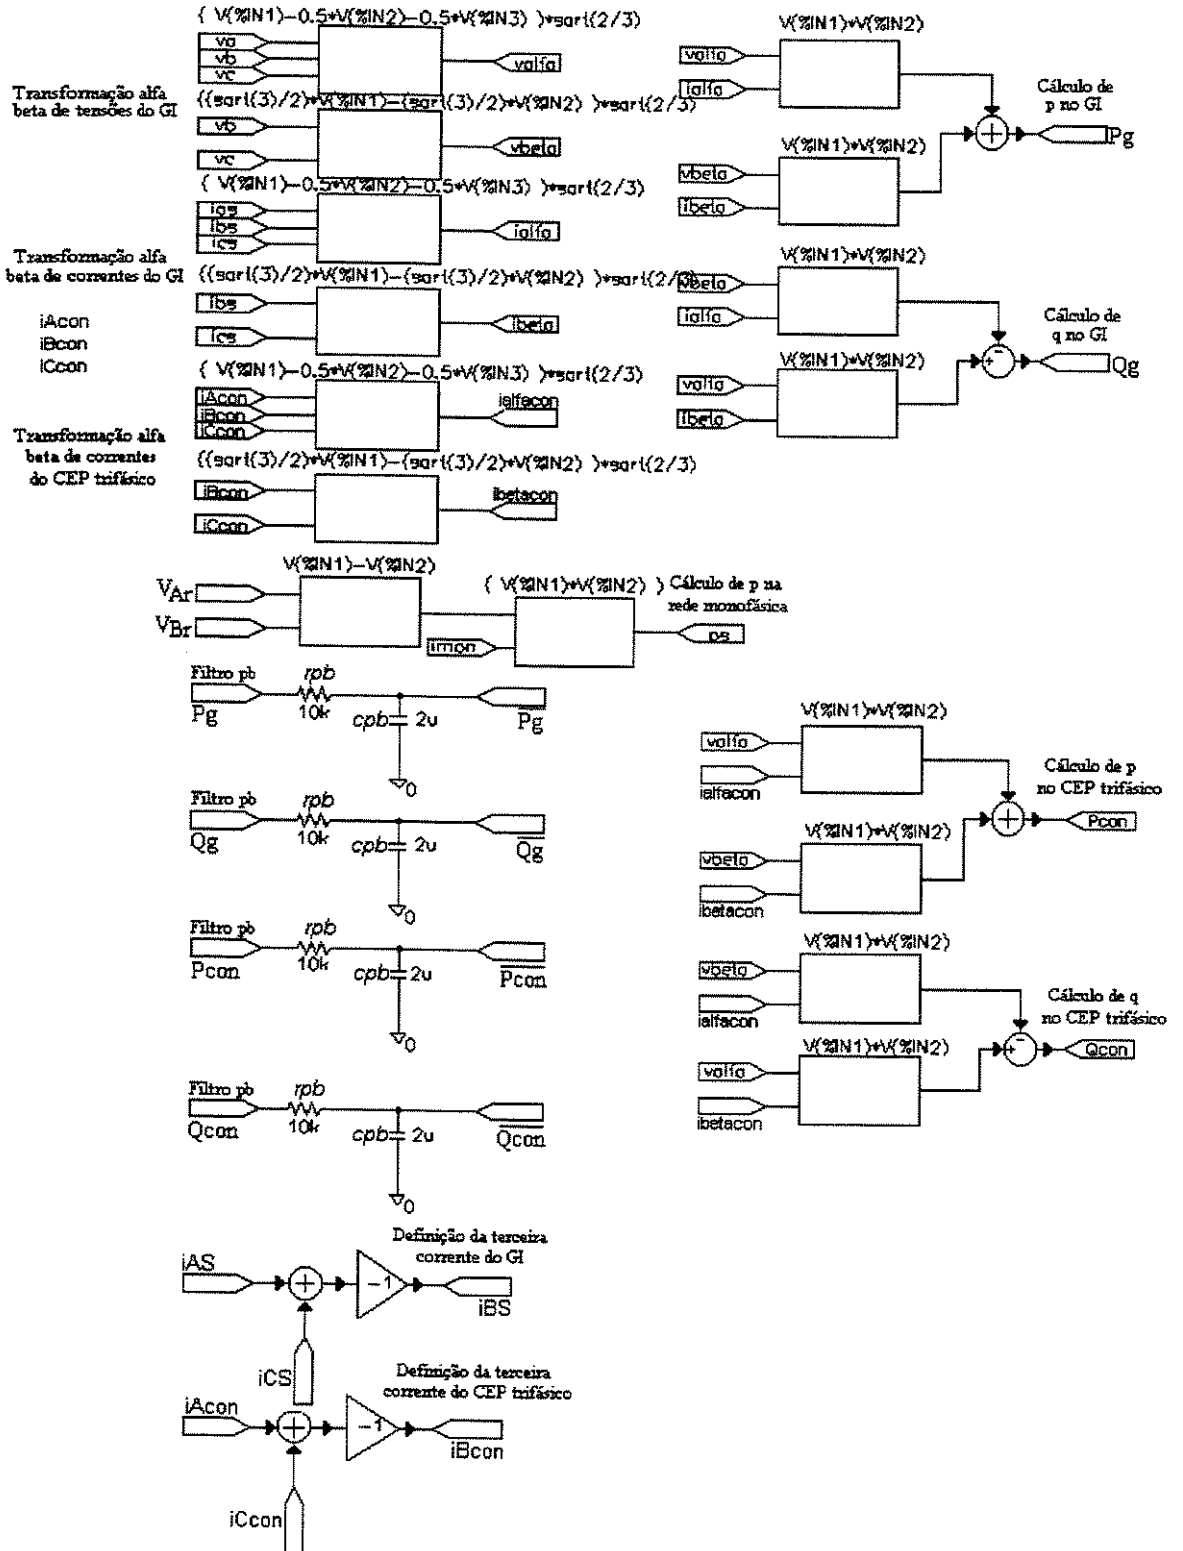 { V(%IN1)-0.5*V(%IN2)-0.5*V(%IN3) }*sqrt(2/3)
va
vb
vc
valfa
Transformação alfa
beta de tensões do GI
{(sqrt(3)/2)*V(%IN1)-(sqrt(3)/2)*V(%IN2) }*sqrt(2/3)
vb
vc
vbeta
{ V(%IN1)-0.5*V(%IN2)-0.5*V(%IN3) }*sqrt(2/3)
ias
ibs
ics
ialfa
Transformação alfa
beta de correntes do GI
{(sqrt(3)/2)*V(%IN1)-(sqrt(3)/2)*V(%IN2) }*sqrt(2/3)
ibs
ics
ibeta
iAcon
iBcon
iCcon
{ V(%IN1)-0.5*V(%IN2)-0.5*V(%IN3) }*sqrt(2/3)
iAcon
iBcon
iCcon
ialfacon
Transformação alfa
beta de correntes
do CEP trifásico
{(sqrt(3)/2)*V(%IN1)-(sqrt(3)/2)*V(%IN2) }*sqrt(2/3)
iBcon
iCcon
ibetacon
V(%IN1)*V(%IN2)
valfa
ialfa
Cálculo de
p no GI
Pg
V(%IN1)*V(%IN2)
vbeta
ibeta
V(%IN1)*V(%IN2)
vbeta
ialfa
Cálculo de
q no GI
Qg
V(%IN1)*V(%IN2)
valfa
ibeta
V(%IN1)-V(%IN2)
VAr
VBr
{ V(%IN1)*V(%IN2) }
imon
Cálculo de p na
rede monofásica
ps
Filtro pb
rpb
Pg
10k
cpb
2u
Pg
0
Filtro pb
rpb
Qg
10k
cpb
2u
Qg
0
Filtro pb
rpb
Pcon
10k
cpb
2u
Pcon
0
Filtro pb
rpb
Qcon
10k
cpb
2u
Qcon
0
V(%IN1)*V(%IN2)
valfa
ialfacon
Cálculo de p
no CEP trifásico
Pcon
V(%IN1)*V(%IN2)
vbeta
ibetacon
V(%IN1)*V(%IN2)
vbeta
ialfacon
Cálculo de q
no CEP trifásico
Qcon
V(%IN1)*V(%IN2)
valfa
ibetacon
Definição da terceira
corrente do GI
iAS
-1
iBS
iCS
Definição da terceira
corrente do CEP trifásico
iAcon
-1
iBcon
iCcon